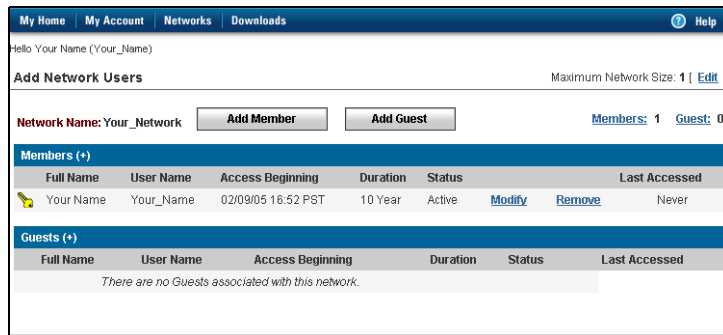 My Home My Account Networks Downloads ? Help
Hello Your Name (Your_Name)
Add Network Users Maximum Network Size: 1 [ Edit
Network Name: Your_Network Add Member Add Guest Members: 1 Guest: 0
Members (+)
Full Name User Name Access Beginning Duration Status Last Accessed
Your Name Your_Name 02/09/05 16:52 PST 10 Year Active Modify Remove Never
Guests (+)
Full Name User Name Access Beginning Duration Status Last Accessed
There are no Guests associated with this network.